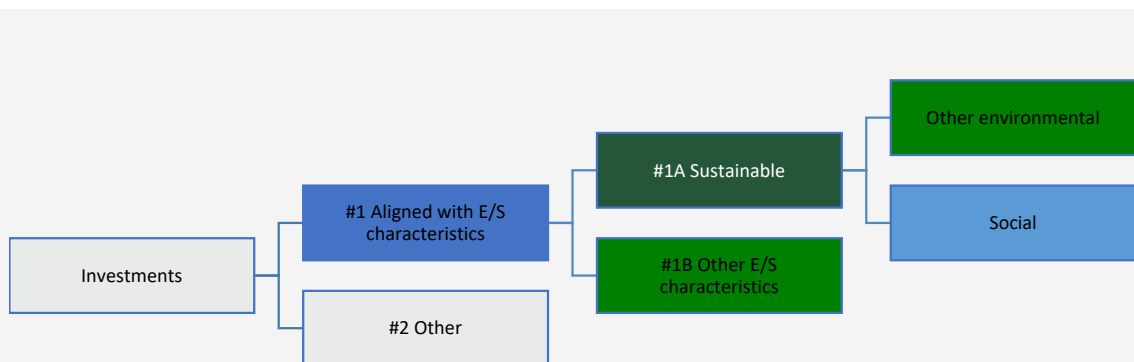 Other environmental
#1A Sustainable
#1 Aligned with E/S
characteristics
Social
Investments
#1B Other E/S
characteristics
#2 Other